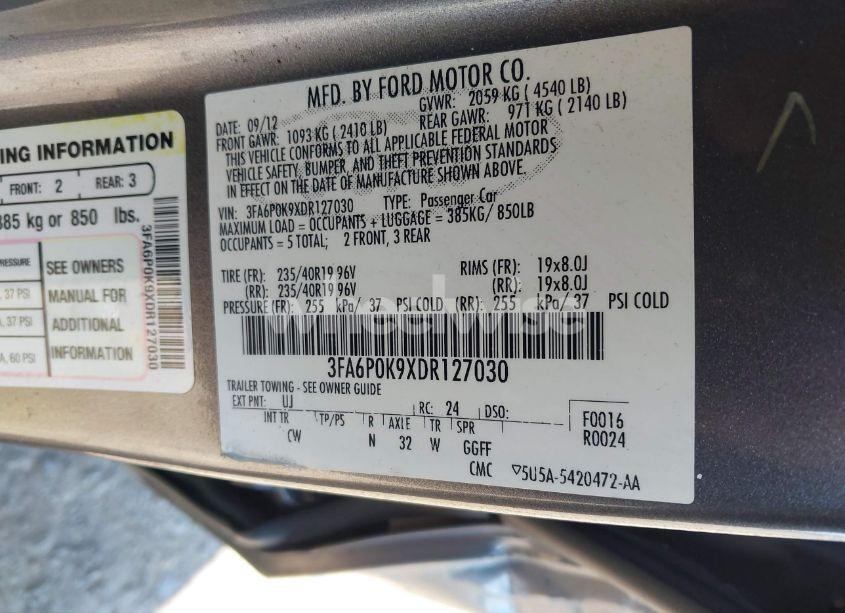 ING INFORMATION
FRONT: 2 REAR: 3
385 kg or 850 lbs.
PRESSURE
SEE OWNERS
, 37 PSI
MANUAL FOR
A, 37 PSI
ADDITIONAL
A, 60 PSI
INFORMATION
3FA6P0K9XDR127030
MFD. BY FORD MOTOR CO.
DATE: 09/12 GVWR: 2059 KG ( 4540 LB)
FRONT GAWR: 1093 KG ( 2410 LB) REAR GAWR: 971 KG ( 2140 LB)
THIS VEHICLE CONFORMS TO ALL APPLICABLE FEDERAL MOTOR
VEHICLE SAFETY, BUMPER, AND THEFT PREVENTION STANDARDS
IN EFFECT ON THE DATE OF MANUFACTURE SHOWN ABOVE.
VIN: 3FA6P0K9XDR127030 TYPE: Passenger Car
MAXIMUM LOAD = OCCUPANTS + LUGGAGE = 385KG/ 850LB
OCCUPANTS = 5 TOTAL; 2 FRONT, 3 REAR
TIRE (FR): 235/40R19 96V RIMS (FR): 19x8.0J
(RR): 235/40R19 96V (RR): 19x8.0J
PRESSURE (FR): 255 kPa/ 37 PSI COLD (RR): 255 kPa/ 37 PSI COLD
3FA6P0K9XDR127030
TRAILER TOWING - SEE OWNER GUIDE
EXT PNT: UJ RC: 24 DSO: F0016
INT TR TP/PS R AXLE TR SPR R0024
CW N 32 W GGFF
CMC ▽5U5A-5420472-AA